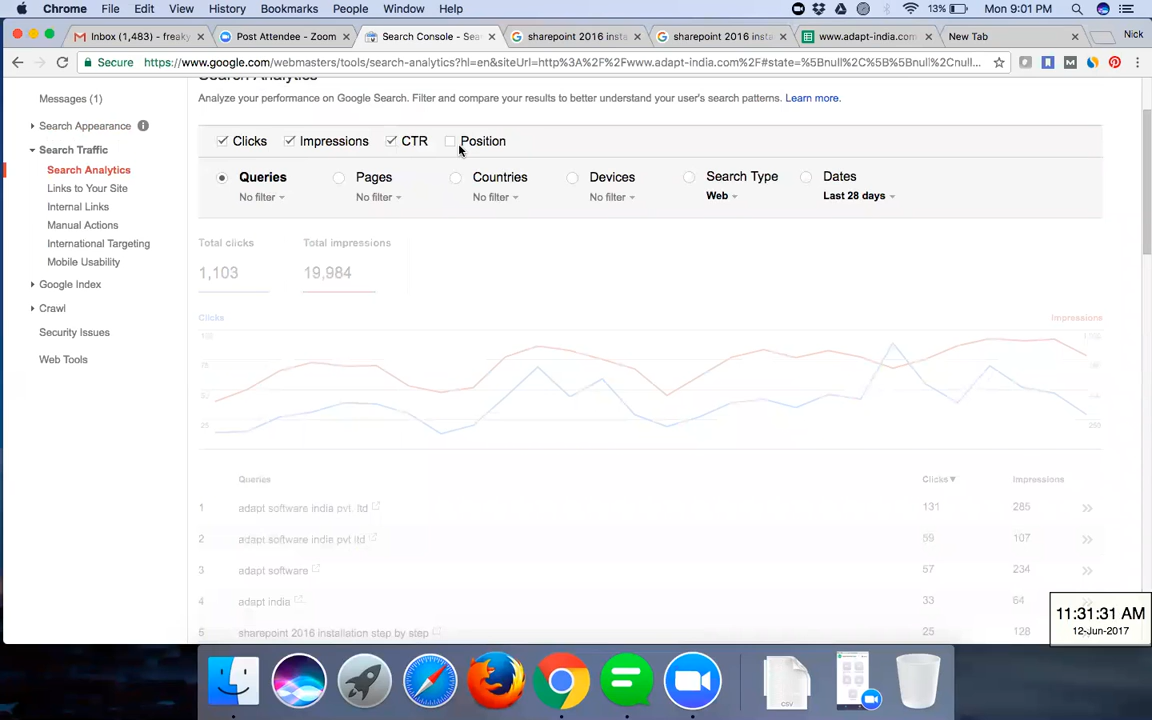 Chrome File Edit View History Bookmarks People Window Help 13% Mon 9:01 PM
Inbox (1,483) - freaky Post Attendee - Zoom Search Console - Sea sharepoint 2016 insta sharepoint 2016 insta www.adapt-india.com New Tab Nick
Secure https://www.google.com/webmasters/tools/search-analytics?hl=en&siteUrl=http%3A%2F%2Fwww.adapt-india.com%2F#state=%5Bnull%2C%5B%5Bnull%2Cnull%2Cnul...
Search Analytics
Messages (1)
Analyze your performance on Google Search. Filter and compare your results to better understand your user's search patterns. Learn more.
Search Appearance
Search Traffic
Search Analytics
Links to Your Site
Internal Links
Manual Actions
International Targeting
Mobile Usability
Google Index
Crawl
Security Issues
Web Tools
Clicks Impressions CTR Position
Queries Pages Countries Devices Search Type Dates
No filter No filter No filter No filter Web Last 28 days
Total clicks Total impressions
1,103 19,984
Clicks Impressions
100
75
50
25 250
Queries Clicks▼ Impressions
1 adapt software india pvt. ltd 131 285 »
2 adapt software india pvt ltd 59 107 »
3 adapt software 57 234 »
4 adapt india 33 64
5 sharepoint 2016 installation step by step 25 128
11:31:31 AM
12-Jun-2017
CSV